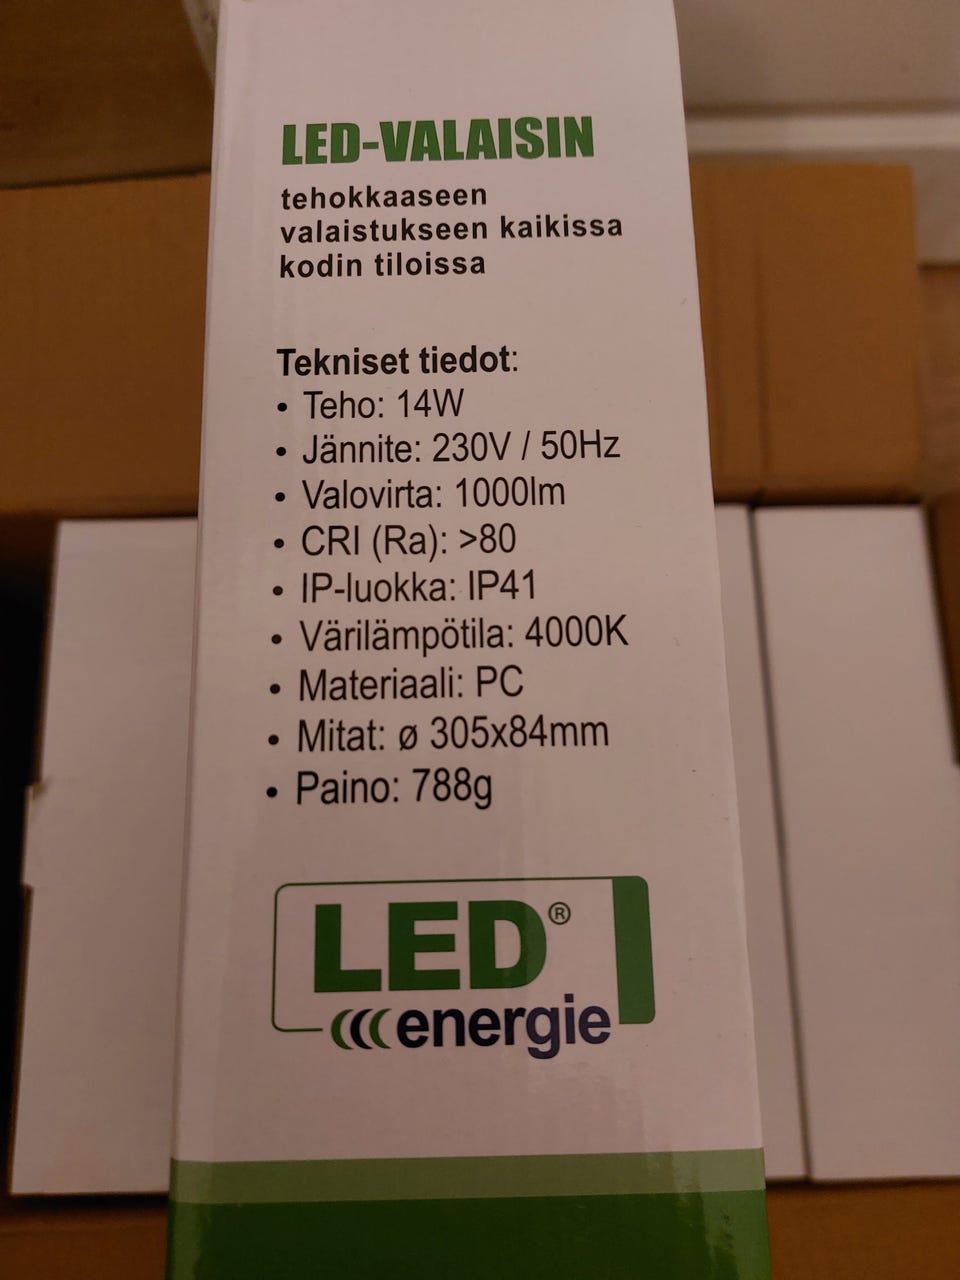 LED-VALAISIN
tehokkaaseen
valaistukseen kaikissa
kodin tiloissa
Tekniset tiedot:
• Teho: 14W
• Jännite: 230V / 50Hz
• Valovirta: 1000lm
• CRI (Ra): >80
• IP-luokka: IP41
• Värilämpötila: 4000K
• Materiaali: PC
• Mitat: ø 305x84mm
• Paino: 788g
LED®
energie